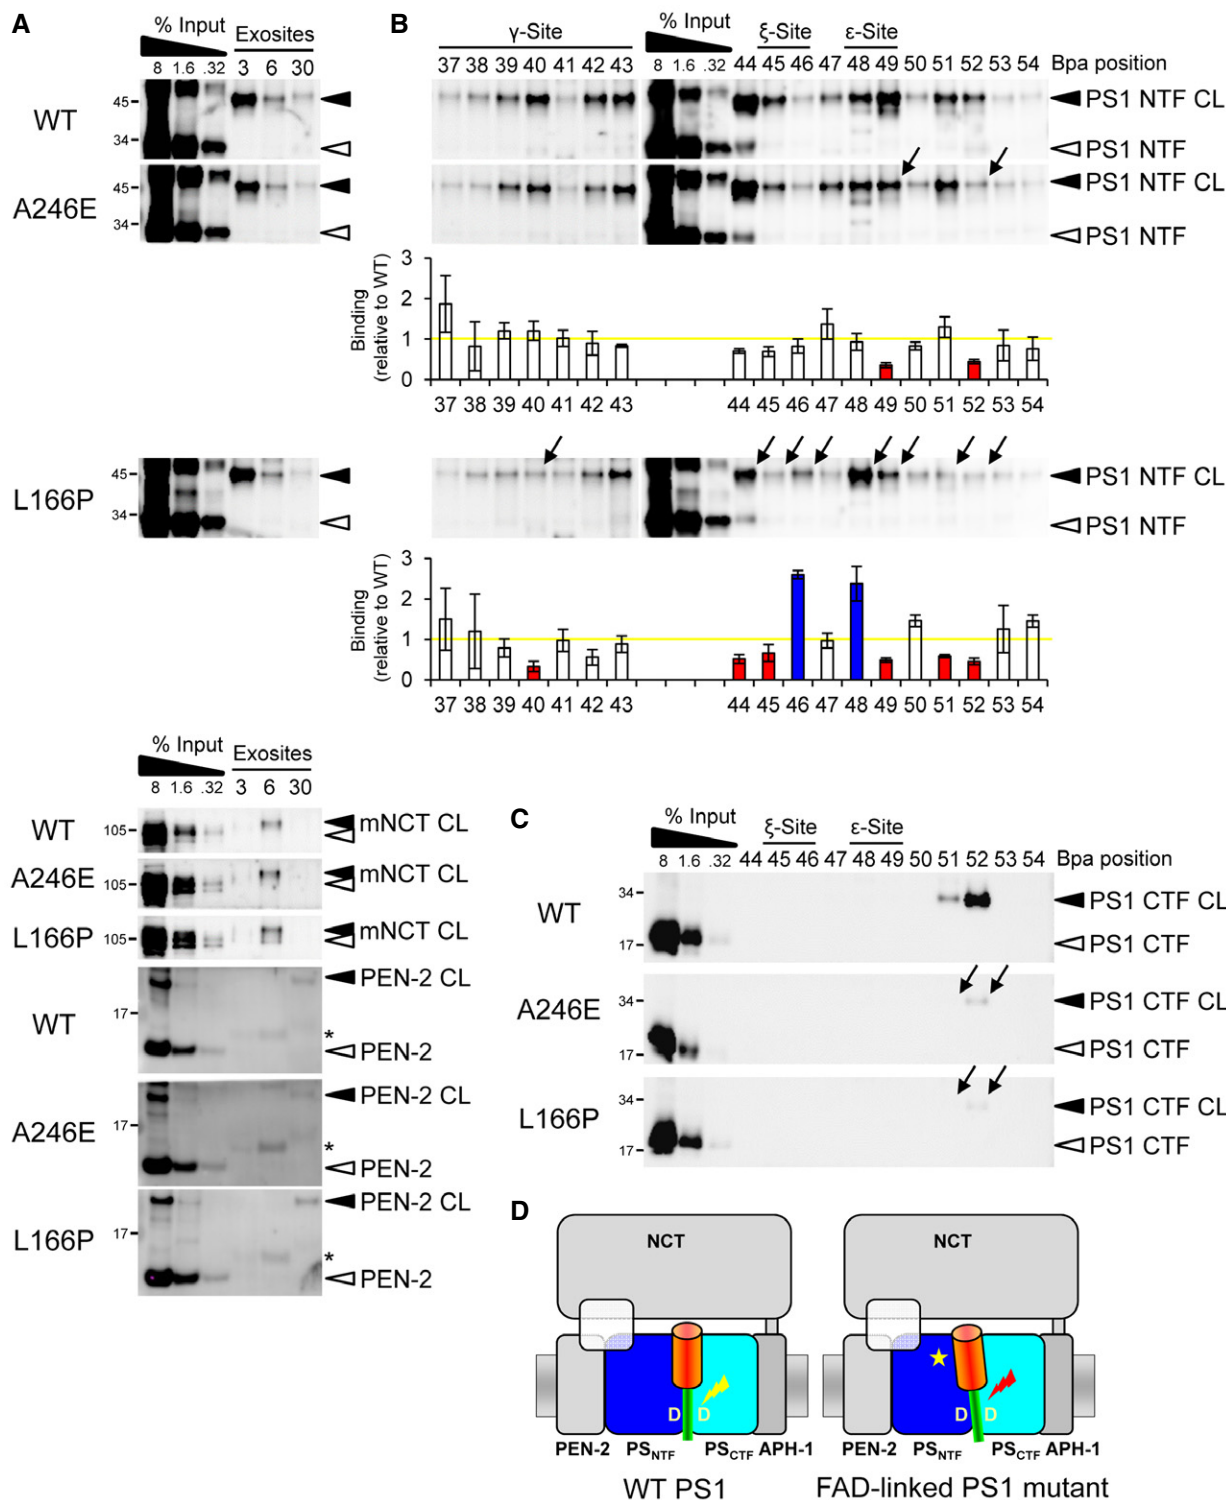 A
% Input
Exosites
8 1.6 .32 3 6 30
WT
45
34
A246E
45
34
L166P
45
34
B
γ-Site
% Input
ξ-Site
ε-Site
37 38 39 40 41 42 43 8 1.6 .32 44 45 46 47 48 49 50 51 52 53 54 Bpa position
PS1 NTF CL
PS1 NTF
PS1 NTF CL
PS1 NTF
Binding
(relative to WT)
3
2
1
0
37 38 39 40 41 42 43 44 45 46 47 48 49 50 51 52 53 54
PS1 NTF CL
PS1 NTF
Binding
(relative to WT)
3
2
1
0
37 38 39 40 41 42 43 44 45 46 47 48 49 50 51 52 53 54
% Input
Exosites
8 1.6 .32 3 6 30
WT
105
mNCT CL
A246E
105
mNCT CL
L166P
105
mNCT CL
WT
17
PEN-2 CL
*
PEN-2
A246E
17
PEN-2 CL
*
PEN-2
L166P
17
PEN-2 CL
*
PEN-2
C
% Input
ξ-Site
ε-Site
8 1.6 .32 44 45 46 47 48 49 50 51 52 53 54 Bpa position
WT
34
17
PS1 CTF CL
PS1 CTF
A246E
34
17
PS1 CTF CL
PS1 CTF
L166P
34
17
PS1 CTF CL
PS1 CTF
D
NCT
D D
PEN-2 PSNTF PSCTF APH-1
WT PS1
NCT
D D
PEN-2 PSNTF PSCTF APH-1
FAD-linked PS1 mutant